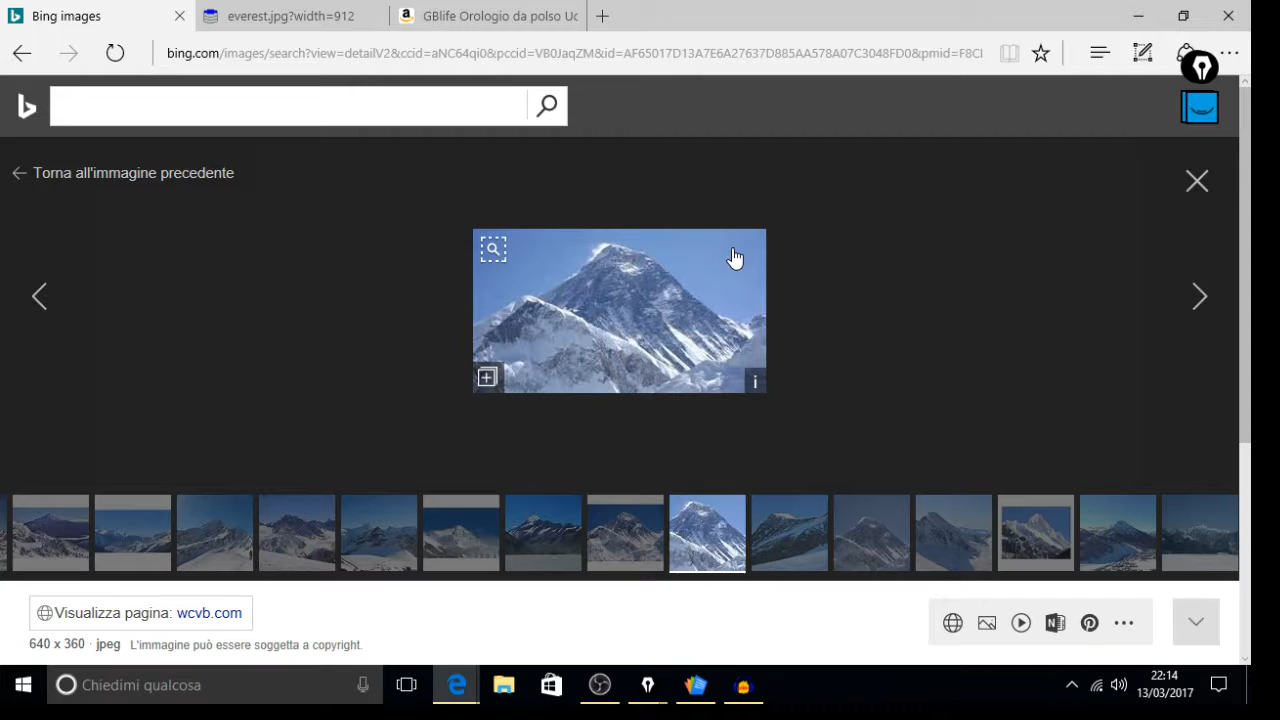 Bing images
everest.jpg?width=912
GBlife Orologio da polso Uc
bing.com/images/search?view=detailV2&ccid=aNC64qi0&pccid=VB0JaqZM&id=AF65017D13A7E6A27637D885AA578A07C3048FD0&pmid=F8CI
Torna all'immagine precedente
Visualizza pagina: wcvb.com
640 x 360 · jpeg L'immagine può essere soggetta a copyright.
Chiedimi qualcosa
22:14
13/03/2017